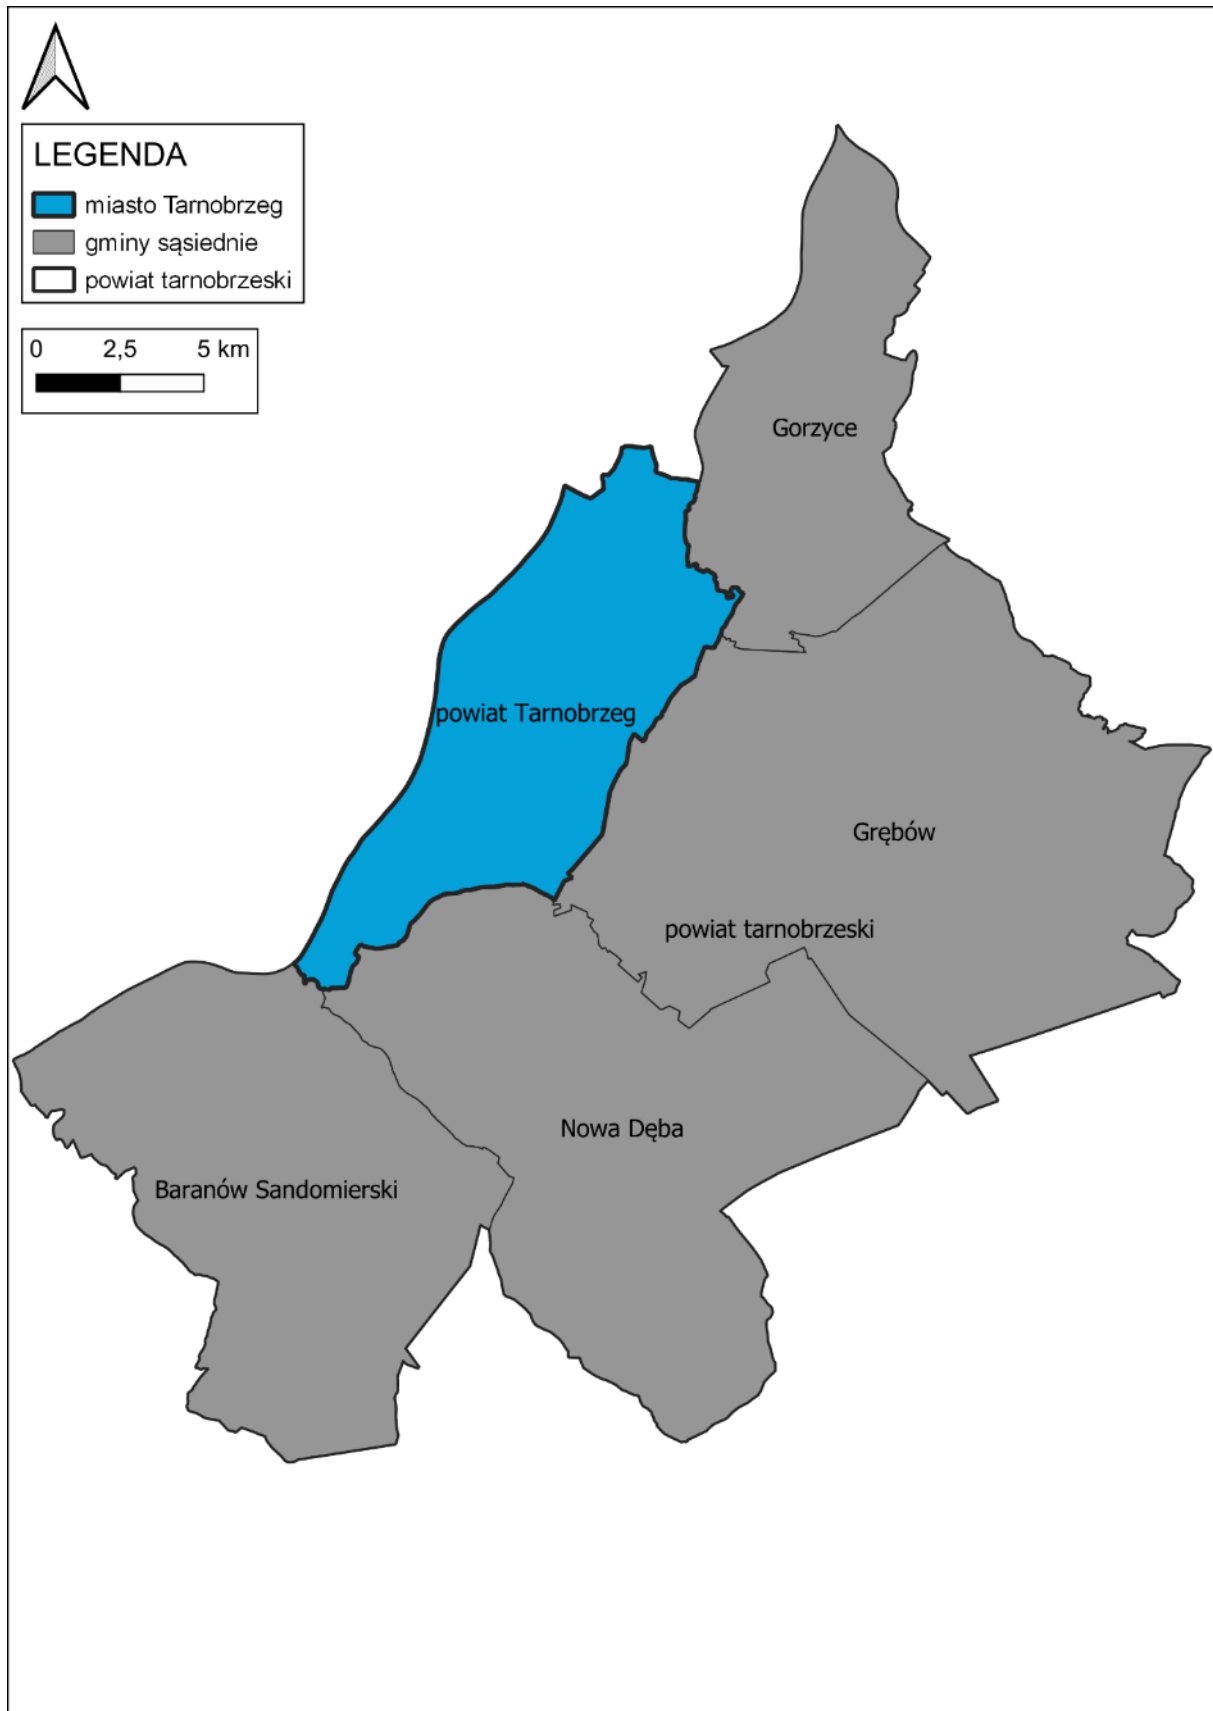 LEGENDA
miasto Tarnobrzeg
gminy sąsiednie
powiat tarnobrzeski
0 2,5 5 km
Gorzyce
powiat Tarnobrzeg
Grębów
powiat tarnobrzeski
Nowa Dęba
Baranów Sandomierski